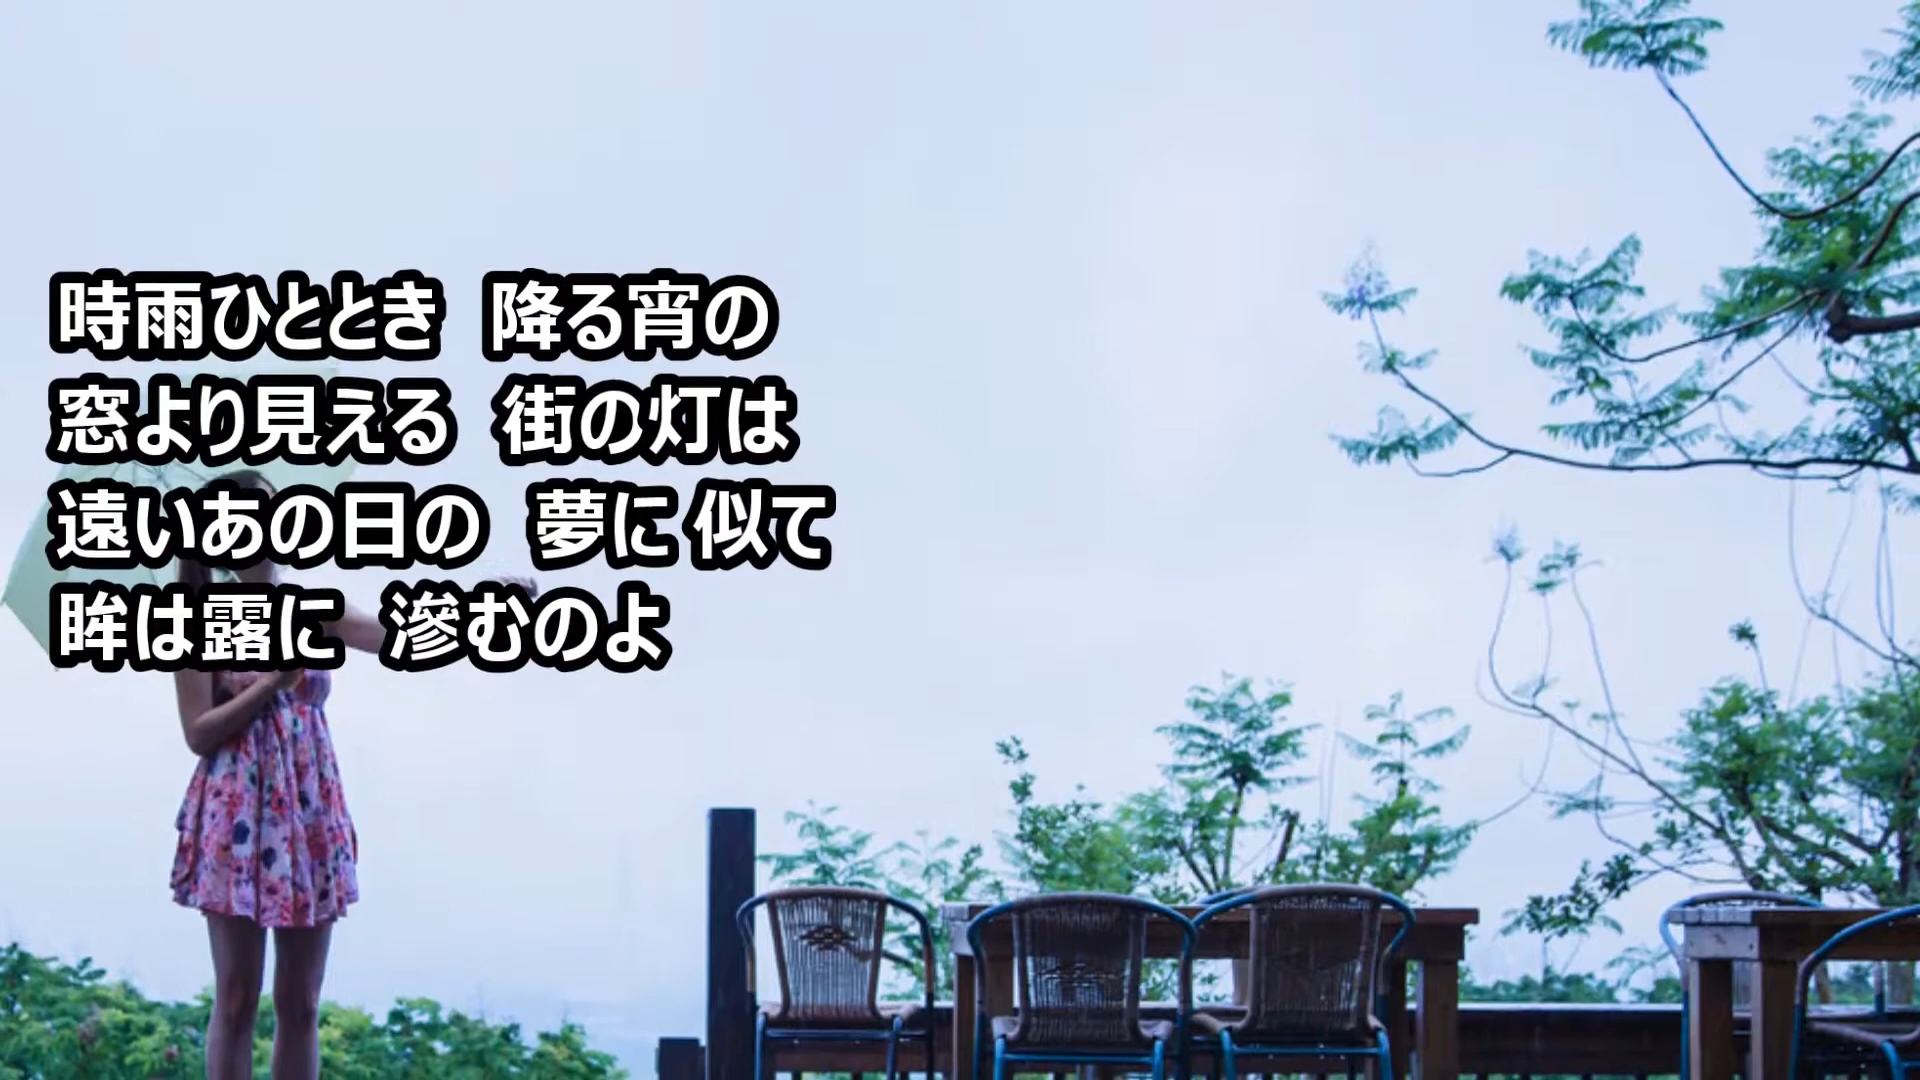 時雨ひととき　降る宵の
窓より見える　街の灯は
遠いあの日の　夢に 似て
眸は露に　滲むのよ